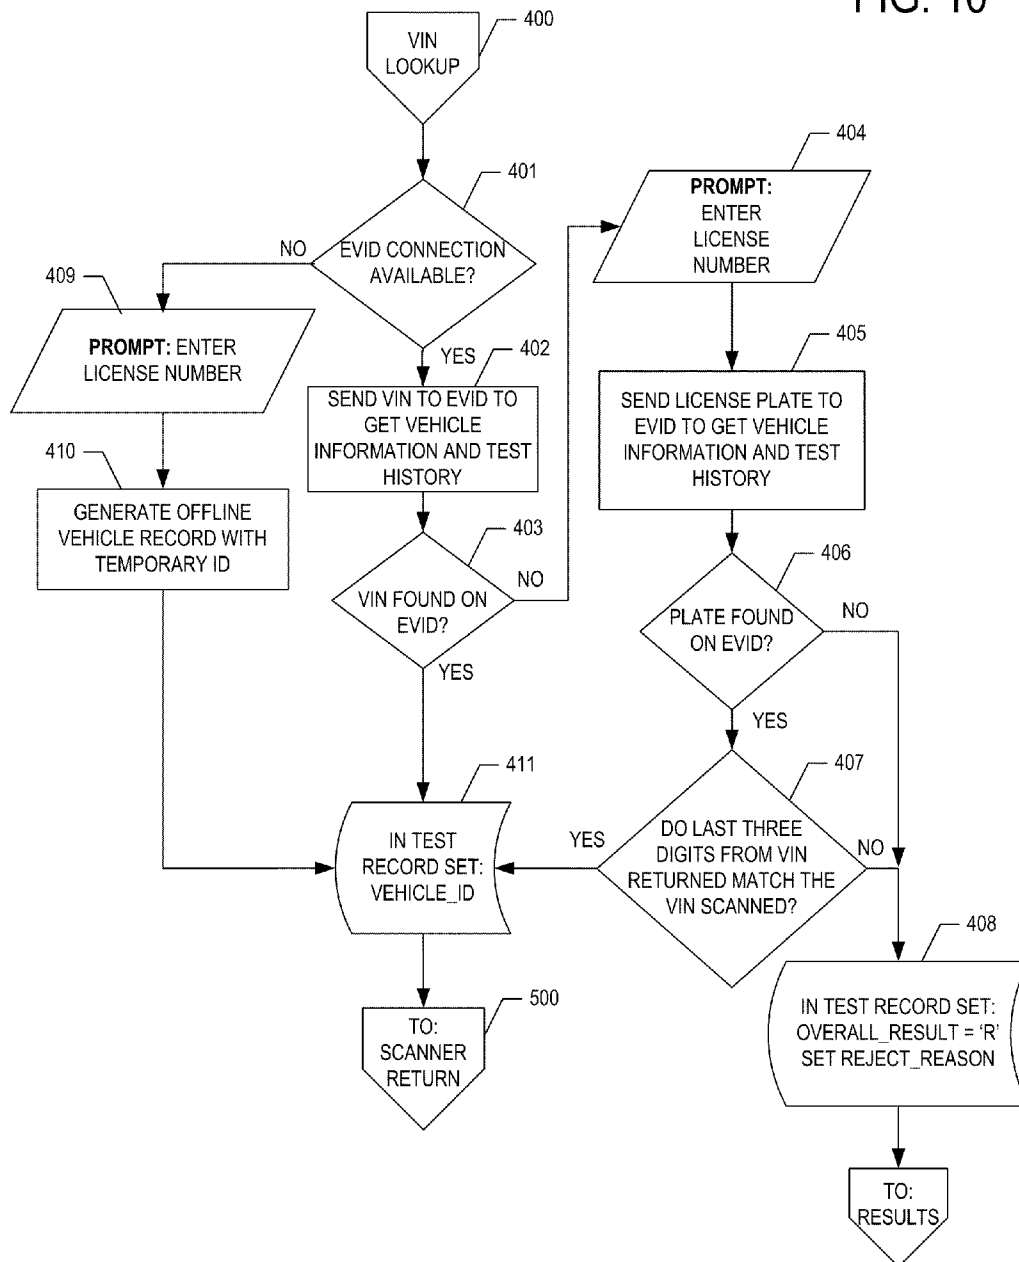 FIG. 10
400
VIN
LOOKUP
404
401
PROMPT:
ENTER
LICENSE
NUMBER
NO
EVID CONNECTION
AVAILABLE?
409
PROMPT: ENTER
LICENSE NUMBER
YES
402
405
SEND VIN TO EVID TO
GET VEHICLE
INFORMATION AND TEST
HISTORY
SEND LICENSE PLATE TO
EVID TO GET VEHICLE
INFORMATION AND TEST
HISTORY
410
GENERATE OFFLINE
VEHICLE RECORD WITH
TEMPORARY ID
403
NO
VIN FOUND ON
EVID?
YES
406
NO
PLATE FOUND
ON EVID?
YES
411
407
IN TEST
RECORD SET:
VEHICLE_ID
YES
DO LAST THREE
DIGITS FROM VIN
RETURNED MATCH THE
VIN SCANNED?
NO
408
500
TO:
SCANNER
RETURN
IN TEST RECORD SET:
OVERALL_RESULT = ‘R’
SET REJECT_REASON
TO:
RESULTS